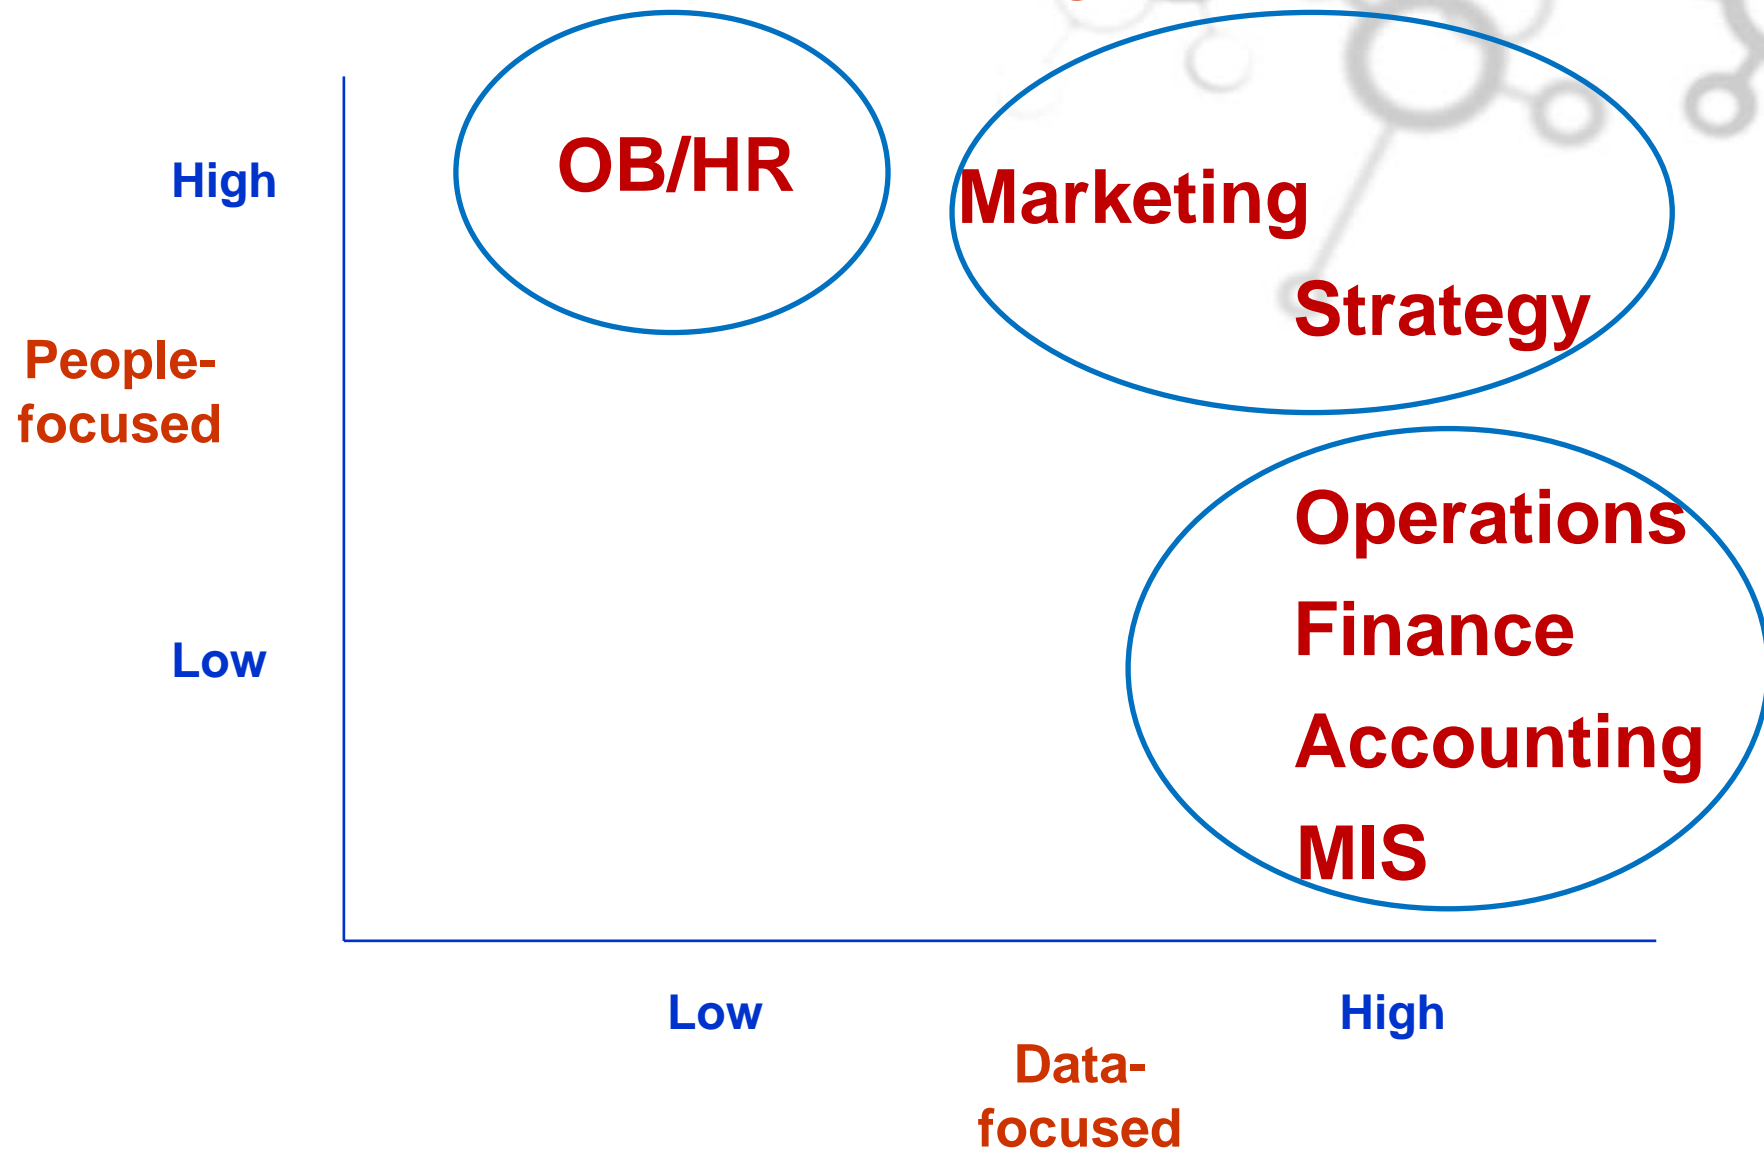 OB/HR
High
Marketing
Strategy
People-
focused
Operations
Finance
Low
Accounting
MIS
Low
High
Data-
focused